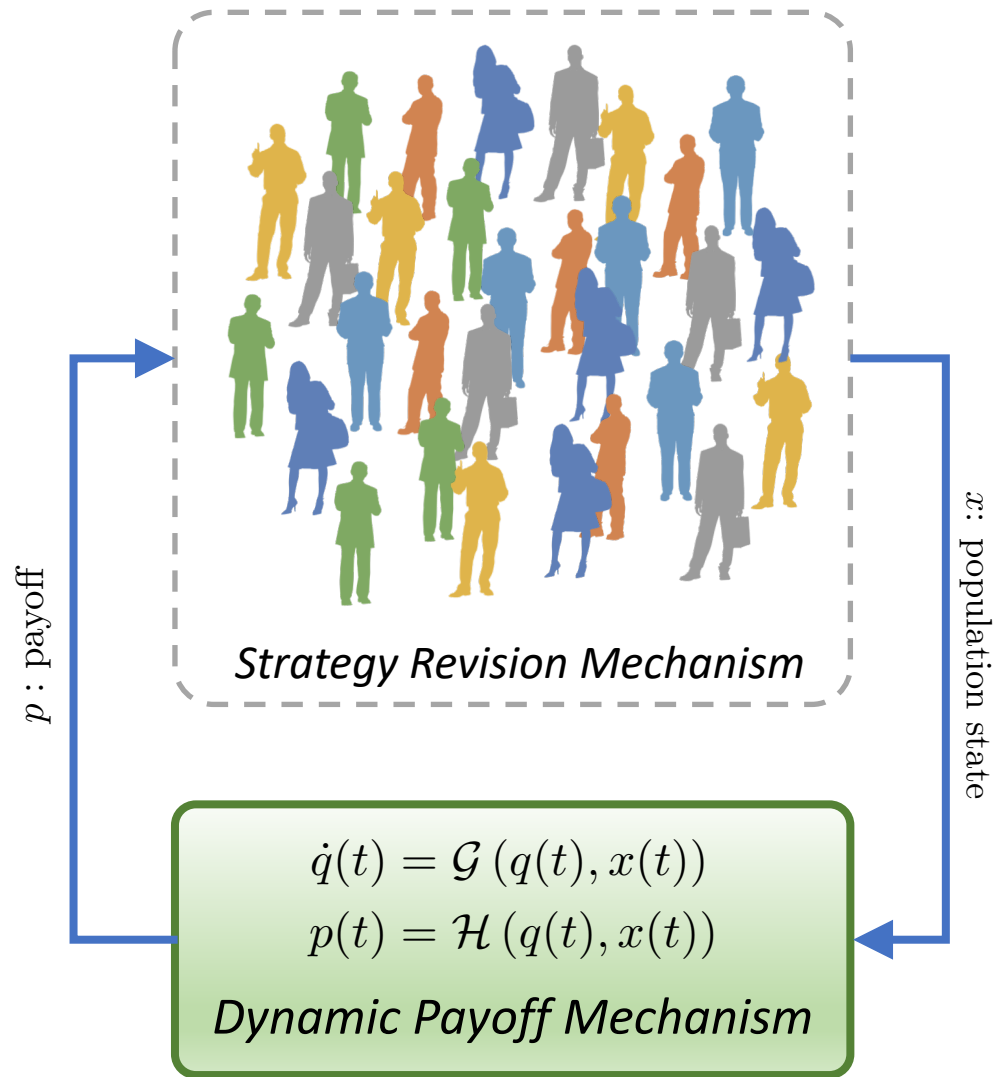 Strategy Revision Mechanism
p : payoff
x: population state
q̇(t) = 𝒢 (q(t), x(t))
p(t) = ℋ (q(t), x(t))
Dynamic Payoff Mechanism